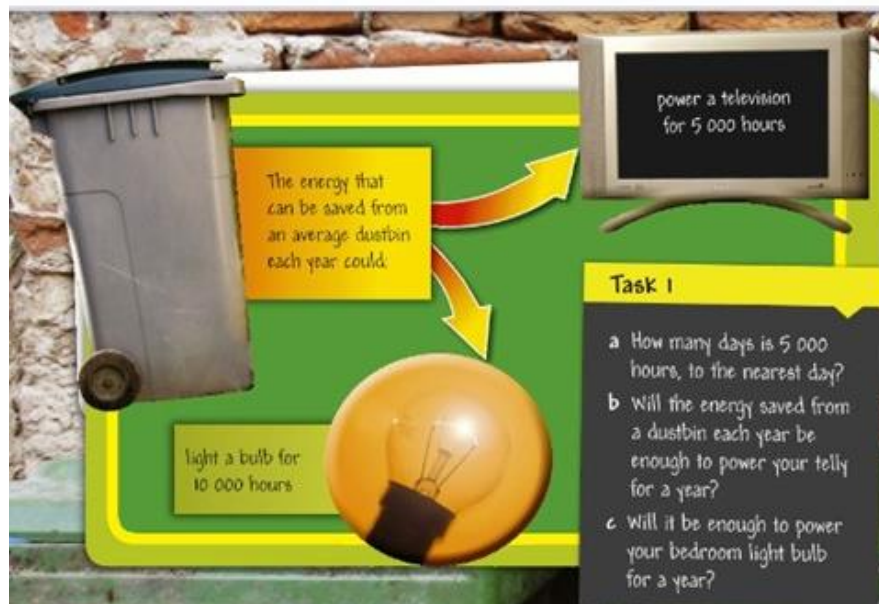 The energy that
can be saved from
an average dustbin
each year could:
power a television
for 5 000 hours
light a bulb for
10 000 hours
Task 1
a How many days is 5 000
hours, to the nearest day?
b Will the energy saved from
a dustbin each year be
enough to power your telly
for a year?
c Will it be enough to power
your bedroom light bulb
for a year?